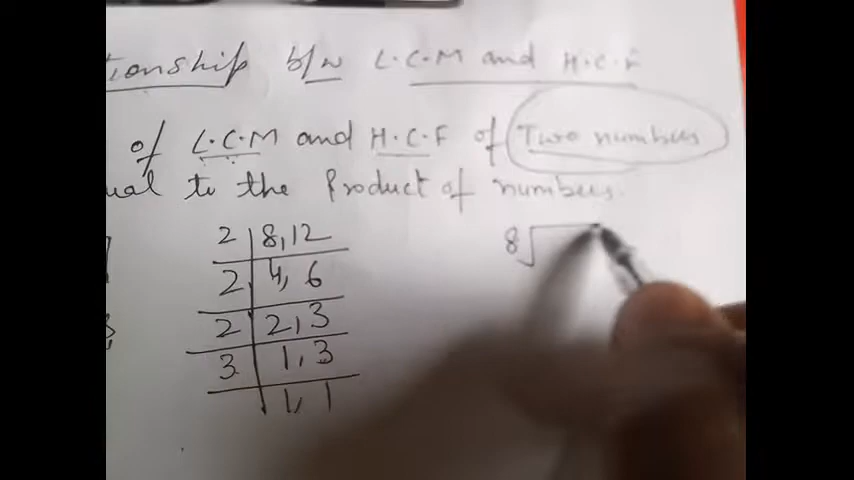 tionship b/w L.C.M and H.C.F
of L.C.M and H.C.F of Two numbers
ual to the Product of numbers.
2 | 8, 12
2 | 4, 6
2 | 2, 3
3 | 1, 3
1, 1
8